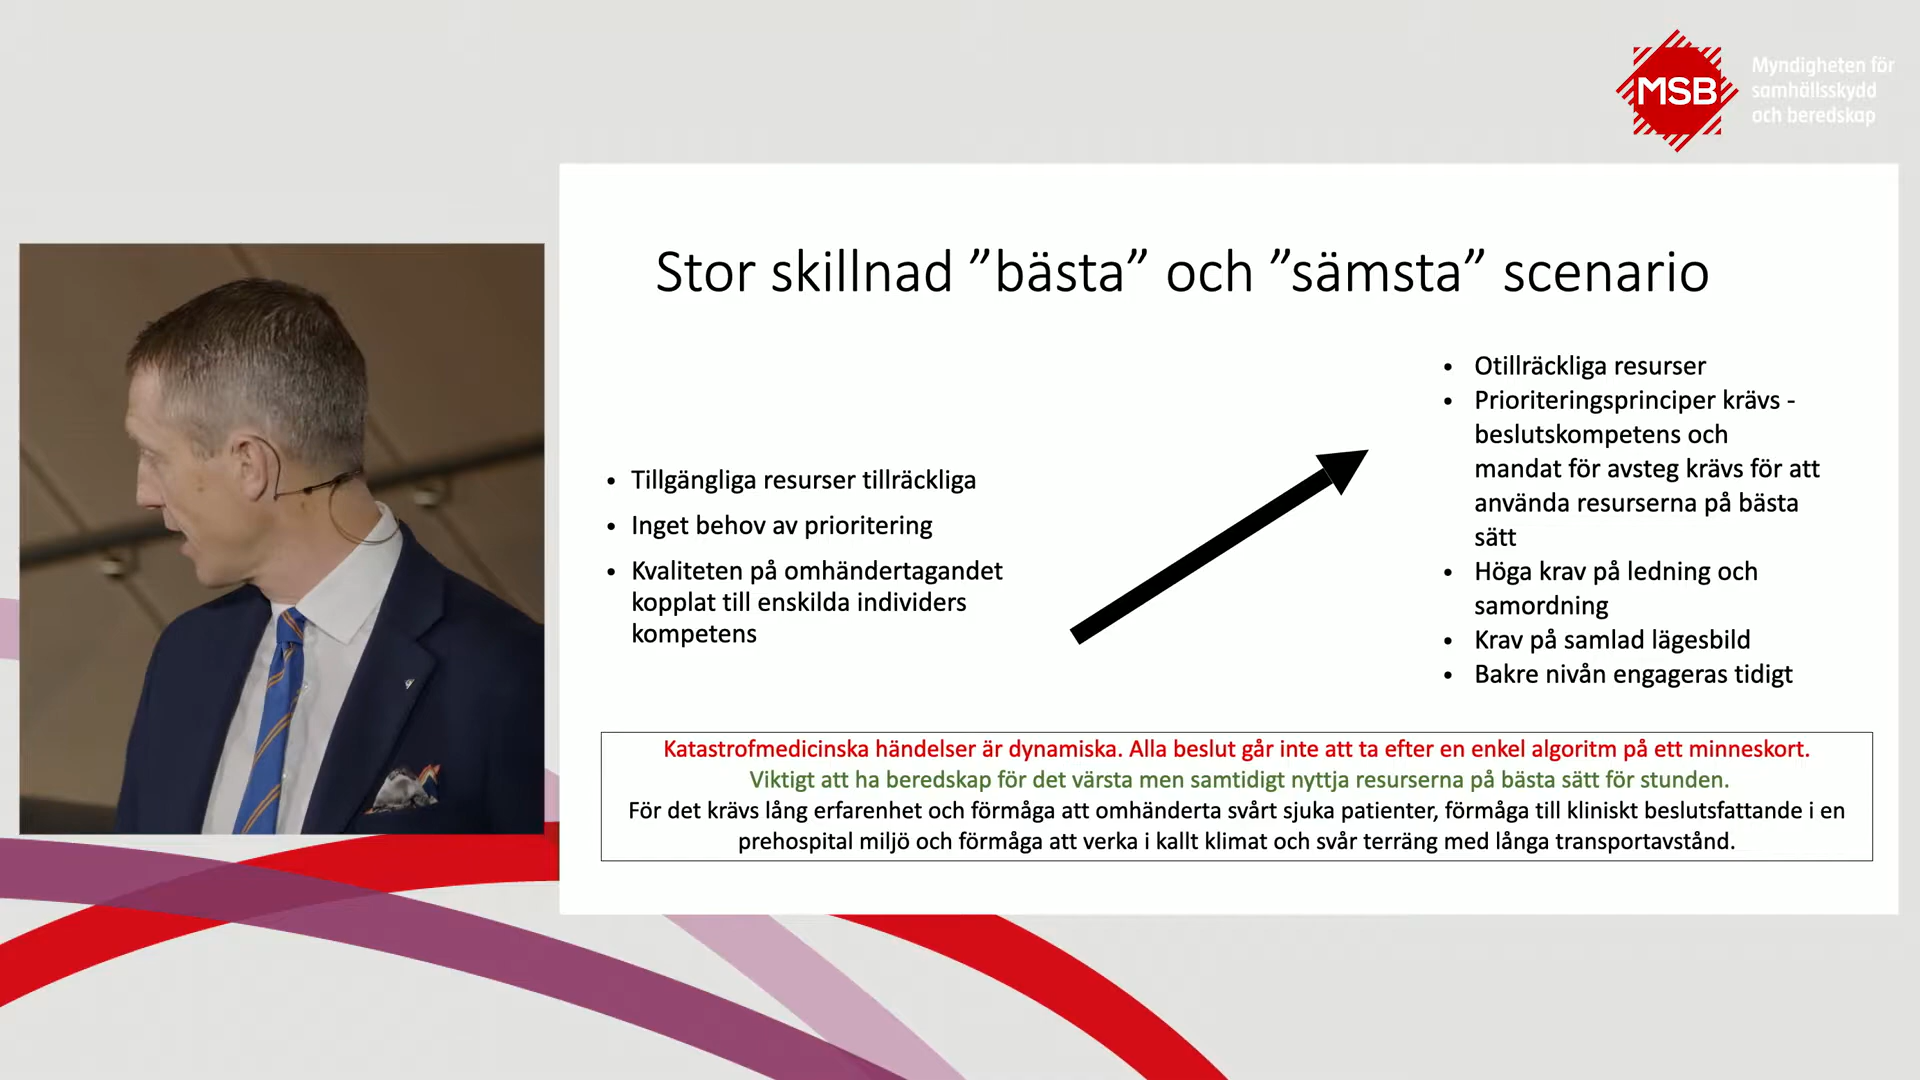 MSB
Myndigheten för
samhällsskydd
och beredskap
Stor skillnad ”bästa” och ”sämsta” scenario
• Tillgängliga resurser tillräckliga
• Inget behov av prioritering
• Kvaliteten på omhändertagandet
kopplat till enskilda individers
kompetens
• Otillräckliga resurser
• Prioriteringsprinciper krävs -
beslutskompetens och
mandat för avsteg krävs för att
använda resurserna på bästa
sätt
• Höga krav på ledning och
samordning
• Krav på samlad lägesbild
• Bakre nivån engageras tidigt
Katastrofmedicinska händelser är dynamiska. Alla beslut går inte att ta efter en enkel algoritm på ett minneskort.
Viktigt att ha beredskap för det värsta men samtidigt nyttja resurserna på bästa sätt för stunden.
För det krävs lång erfarenhet och förmåga att omhänderta svårt sjuka patienter, förmåga till kliniskt beslutsfattande i en
prehospital miljö och förmåga att verka i kallt klimat och svår terräng med långa transportavstånd.